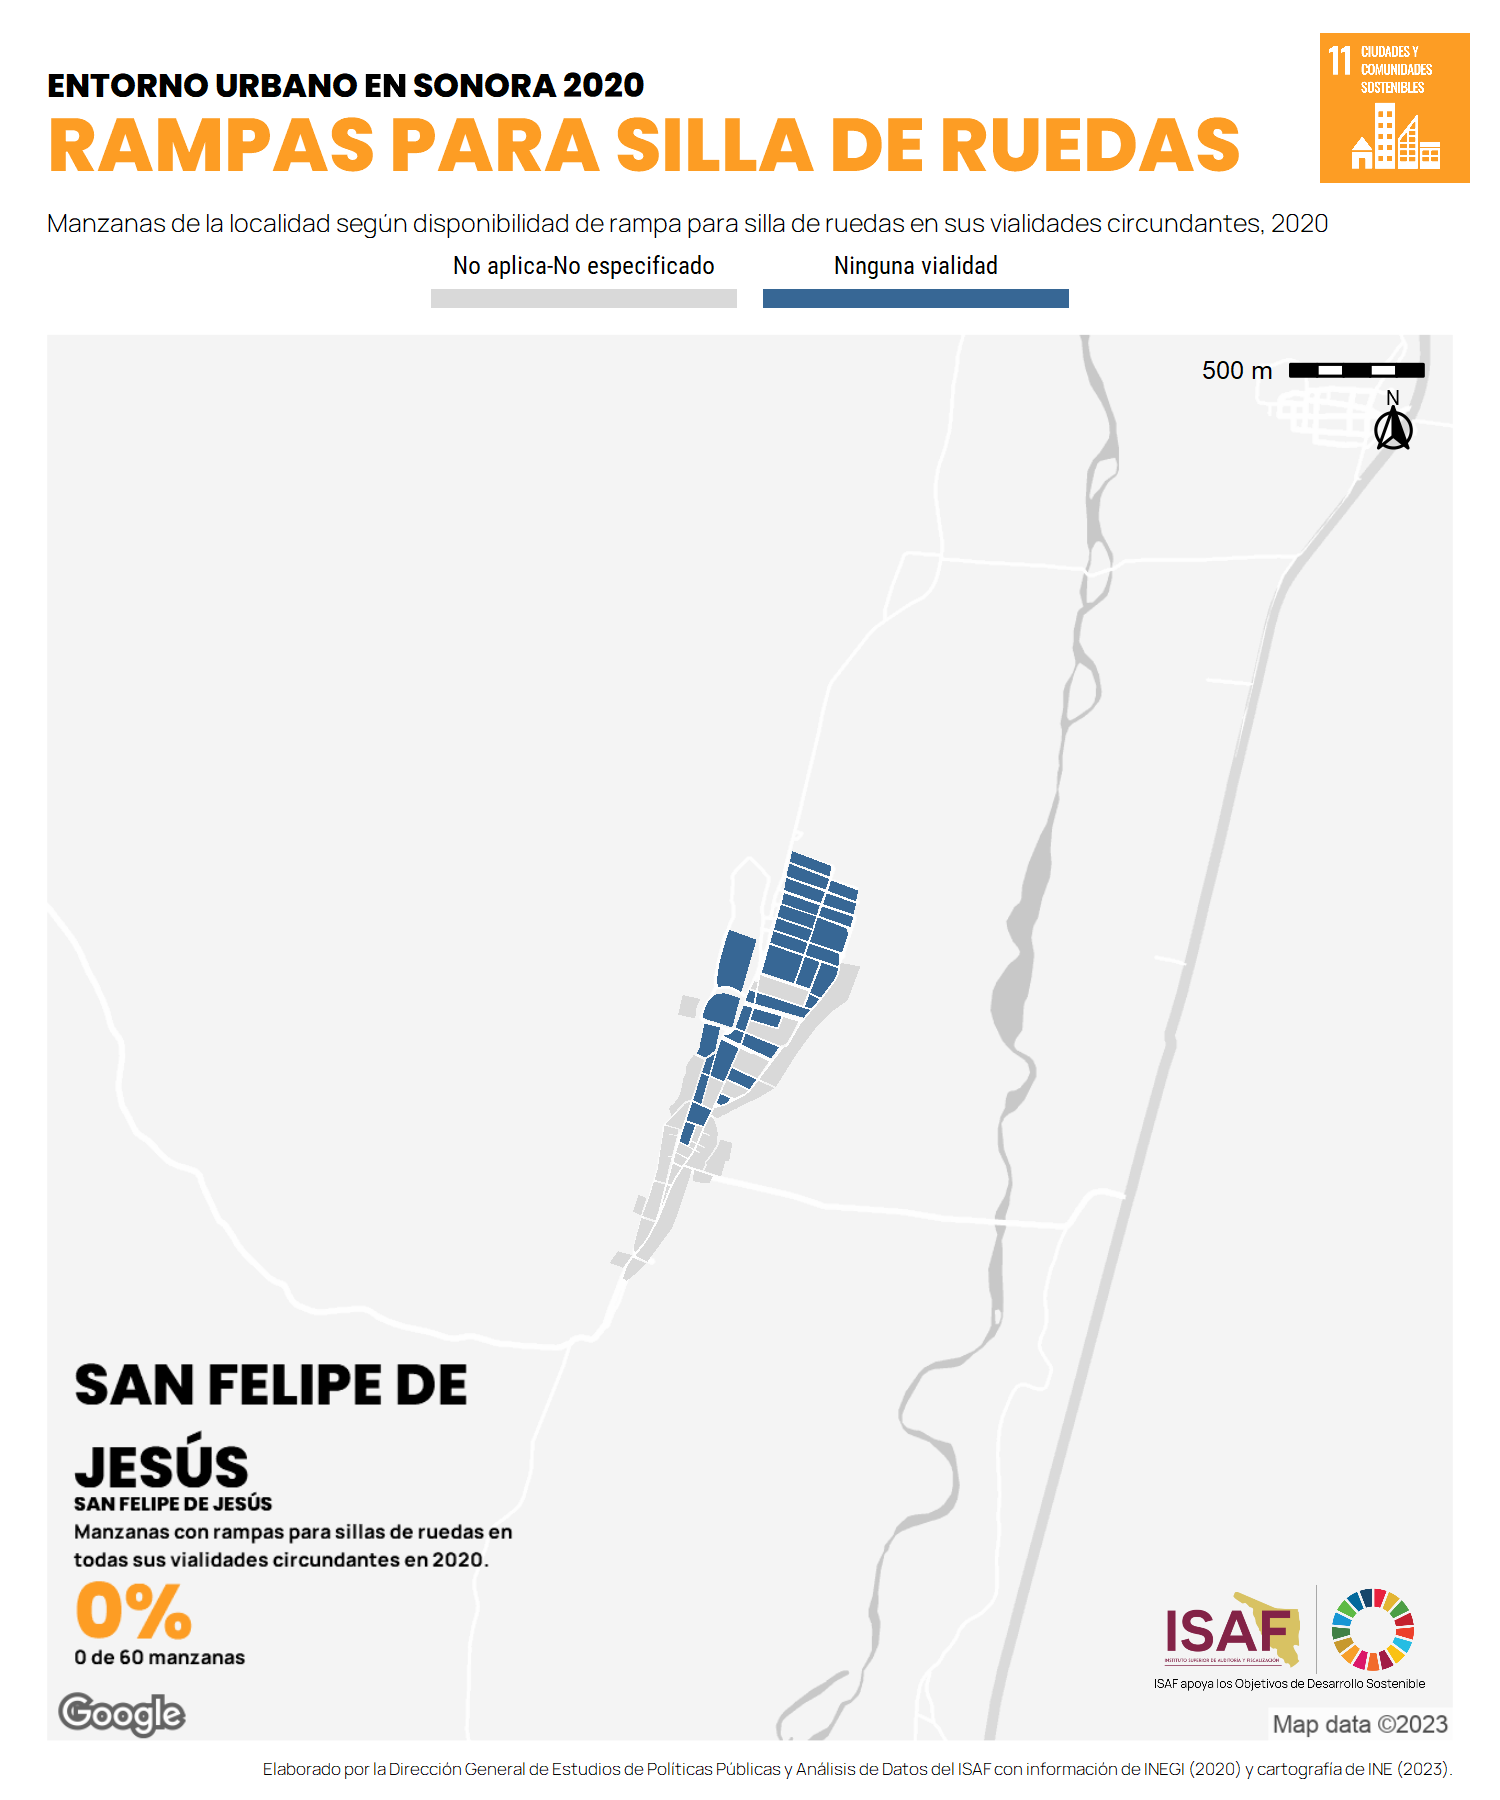 ENTORNO URBANO EN SONORA 2020
RAMPAS PARA SILLA DE RUEDAS
11 CIUDADES Y
COMUNIDADES
SOSTENIBLES
Manzanas de la localidad según disponibilidad de rampa para silla de ruedas en sus vialidades circundantes, 2020
No aplica-No especificado
Ninguna vialidad
500 m
N
SAN FELIPE DE
JESÚS
SAN FELIPE DE JESÚS
Manzanas con rampas para sillas de ruedas en
todas sus vialidades circundantes en 2020.
0%
0 de 60 manzanas
ISAF
INSTITUTO SUPERIOR DE AUDITORÍA Y FISCALIZACIÓN
ISAF apoya los Objetivos de Desarrollo Sostenible
Google
Map data ©2023
Elaborado por la Dirección General de Estudios de Políticas Públicas y Análisis de Datos del ISAF con información de INEGI (2020) y cartografía de INE (2023).